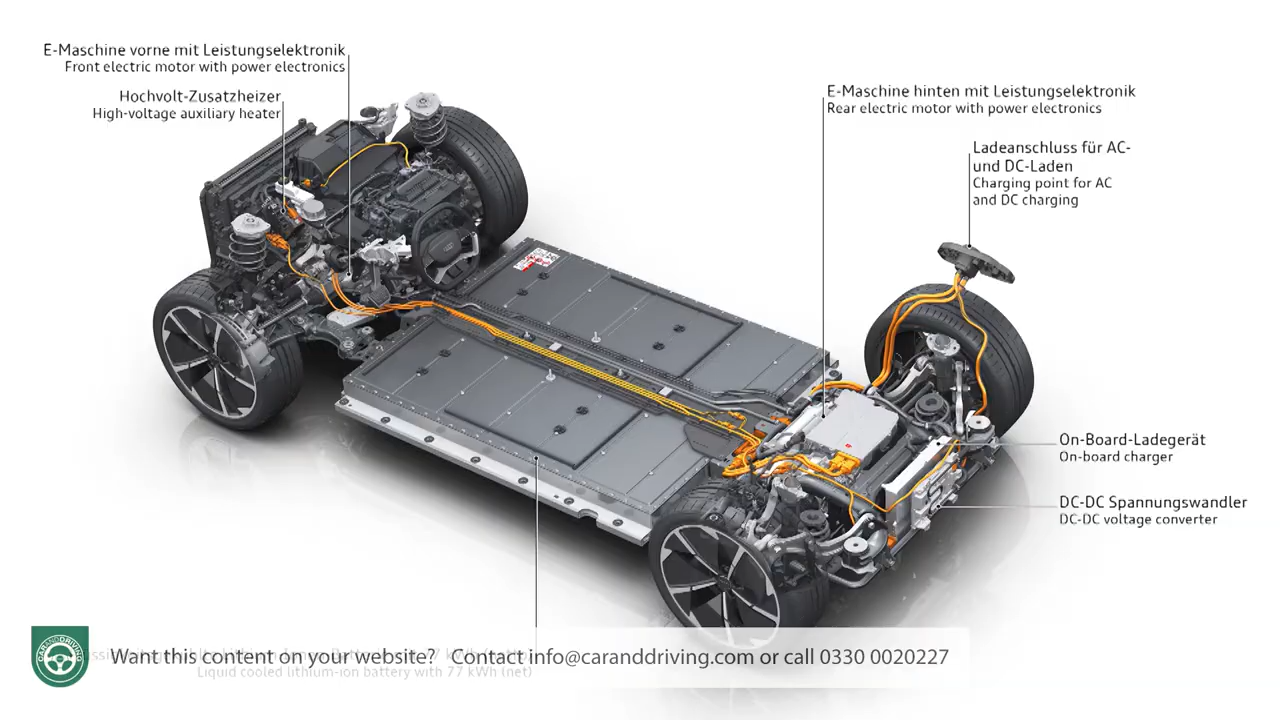 E-Maschine vorne mit Leistungselektronik
Front electric motor with power electronics
Hochvolt-Zusatzheizer
High-voltage auxiliary heater
E-Maschine hinten mit Leistungselektronik
Rear electric motor with power electronics
Ladeanschluss für AC-
und DC-Laden
Charging point for AC
and DC charging
On-Board-Ladegerät
On-board charger
DC-DC Spannungswandler
DC-DC voltage converter
CARANDDRIVING
Want this content on your website? Contact info@caranddriving.com or call 0330 0020227
Liquid cooled lithium-ion battery with 77 kWh (net)